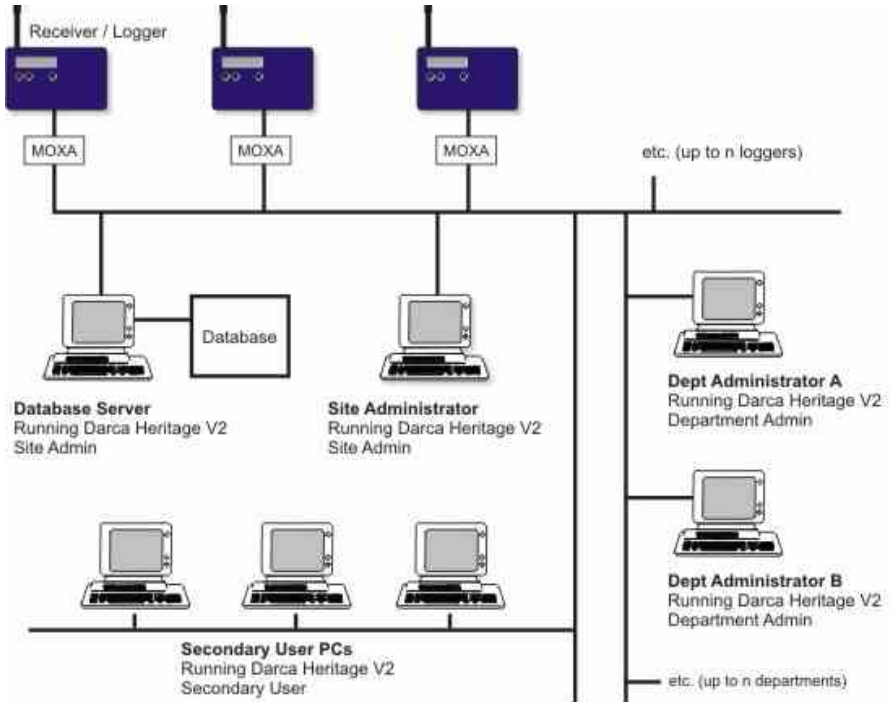 Receiver / Logger
MOXA
MOXA
MOXA
etc. (up to n loggers)
Database
Database Server
Running Darca Heritage V2
Site Admin
Site Administrator
Running Darca Heritage V2
Site Admin
Dept Administrator A
Running Darca Heritage V2
Department Admin
Dept Administrator B
Running Darca Heritage V2
Department Admin
Secondary User PCs
Running Darca Heritage V2
Secondary User
etc. (up to n departments)